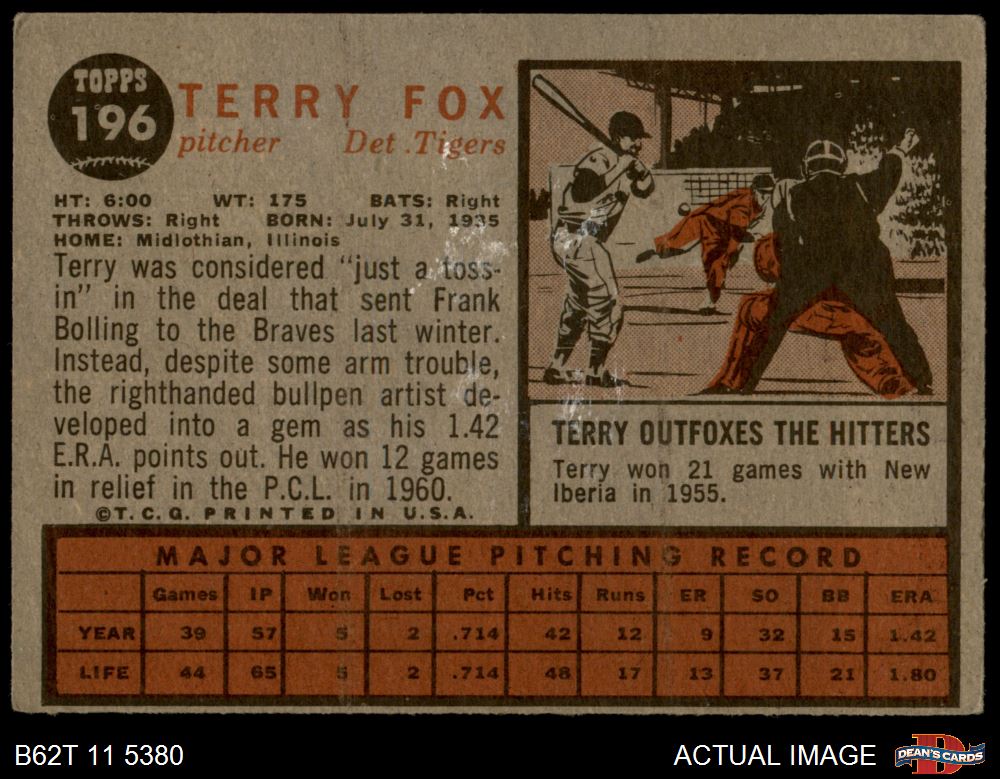 TOPPS
196
TERRY FOX
pitcher Det. Tigers
HT: 6:00 WT: 175 BATS: Right
THROWS: Right BORN: July 31, 1935
HOME: Midlothian, Illinois
Terry was considered "just a toss-
in" in the deal that sent Frank
Bolling to the Braves last winter.
Instead, despite some arm trouble,
the righthanded bullpen artist de-
veloped into a gem as his 1.42
E.R.A. points out. He won 12 games
in relief in the P.C.L. in 1960.
©T.C.G. PRINTED IN U.S.A.
TERRY OUTFOXES THE HITTERS
Terry won 21 games with New
Iberia in 1955.
MAJOR LEAGUE PITCHING RECORD
Games IP Won Lost Pct Hits Runs ER SO BB ERA
YEAR 39 57 5 2 .714 42 12 9 32 15 1.42
LIFE 44 65 5 2 .714 48 17 13 37 21 1.80
B62T 11 5380
ACTUAL IMAGE
D
DEAN'S CARDS